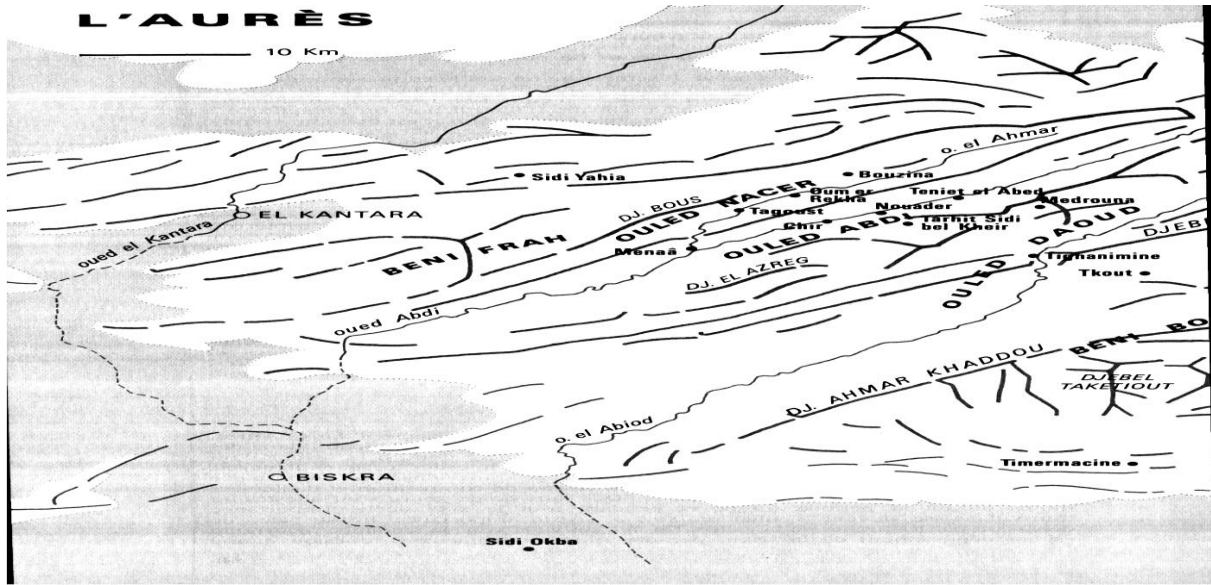 L'AURÈS
10 Km
o. el Ahmar
Sidi Yahia
Bouzina
Oum er
Rekha
Teniet el Abed
Medrouna
EL KANTARA
oued el Kantara
DJ. BOUS
OULED NACER
Tagoust
Nouader
Chir
Tarhit Sidi
bel Kheir
BENI FRAH
Menaâ
OULED ABDI
OULED DAOUD
Tighanimine
DJEB
Tkout
DJ. EL AZREG
oued Abdi
DJ. AHMAR KHADDOU
BENI BO
DJEBEL
TAKETIOUT
o. el Abiod
Timermacine
BISKRA
Sidi Okba